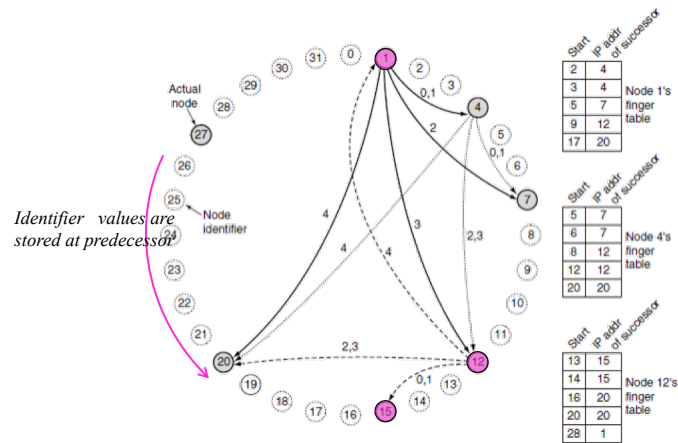 Actual
node
Identifier values are
stored at predecessor
Node
identifier
0
1
2
3
4
5
6
7
8
9
10
11
12
13
14
15
16
17
18
19
20
21
22
23
24
25
26
27
28
29
30
31
0,1
2
0,1
4
3
2,3
4
4
2,3
0,1
Start
IP addr
of successor
2 4
3 4
5 7
9 12
17 20
Node 1's
finger
table
Start
IP addr
of successor
5 7
6 7
8 12
12 12
20 20
Node 4's
finger
table
Start
IP addr
of successor
13 15
14 15
16 20
20 20
28 1
Node 12's
finger
table